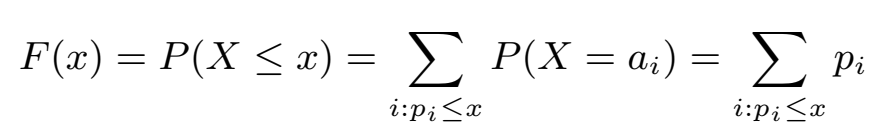 F(x) = P(X ≤ x) = ∑_{i:p_i≤x} P(X = a_i) = ∑_{i:p_i≤x} p_i